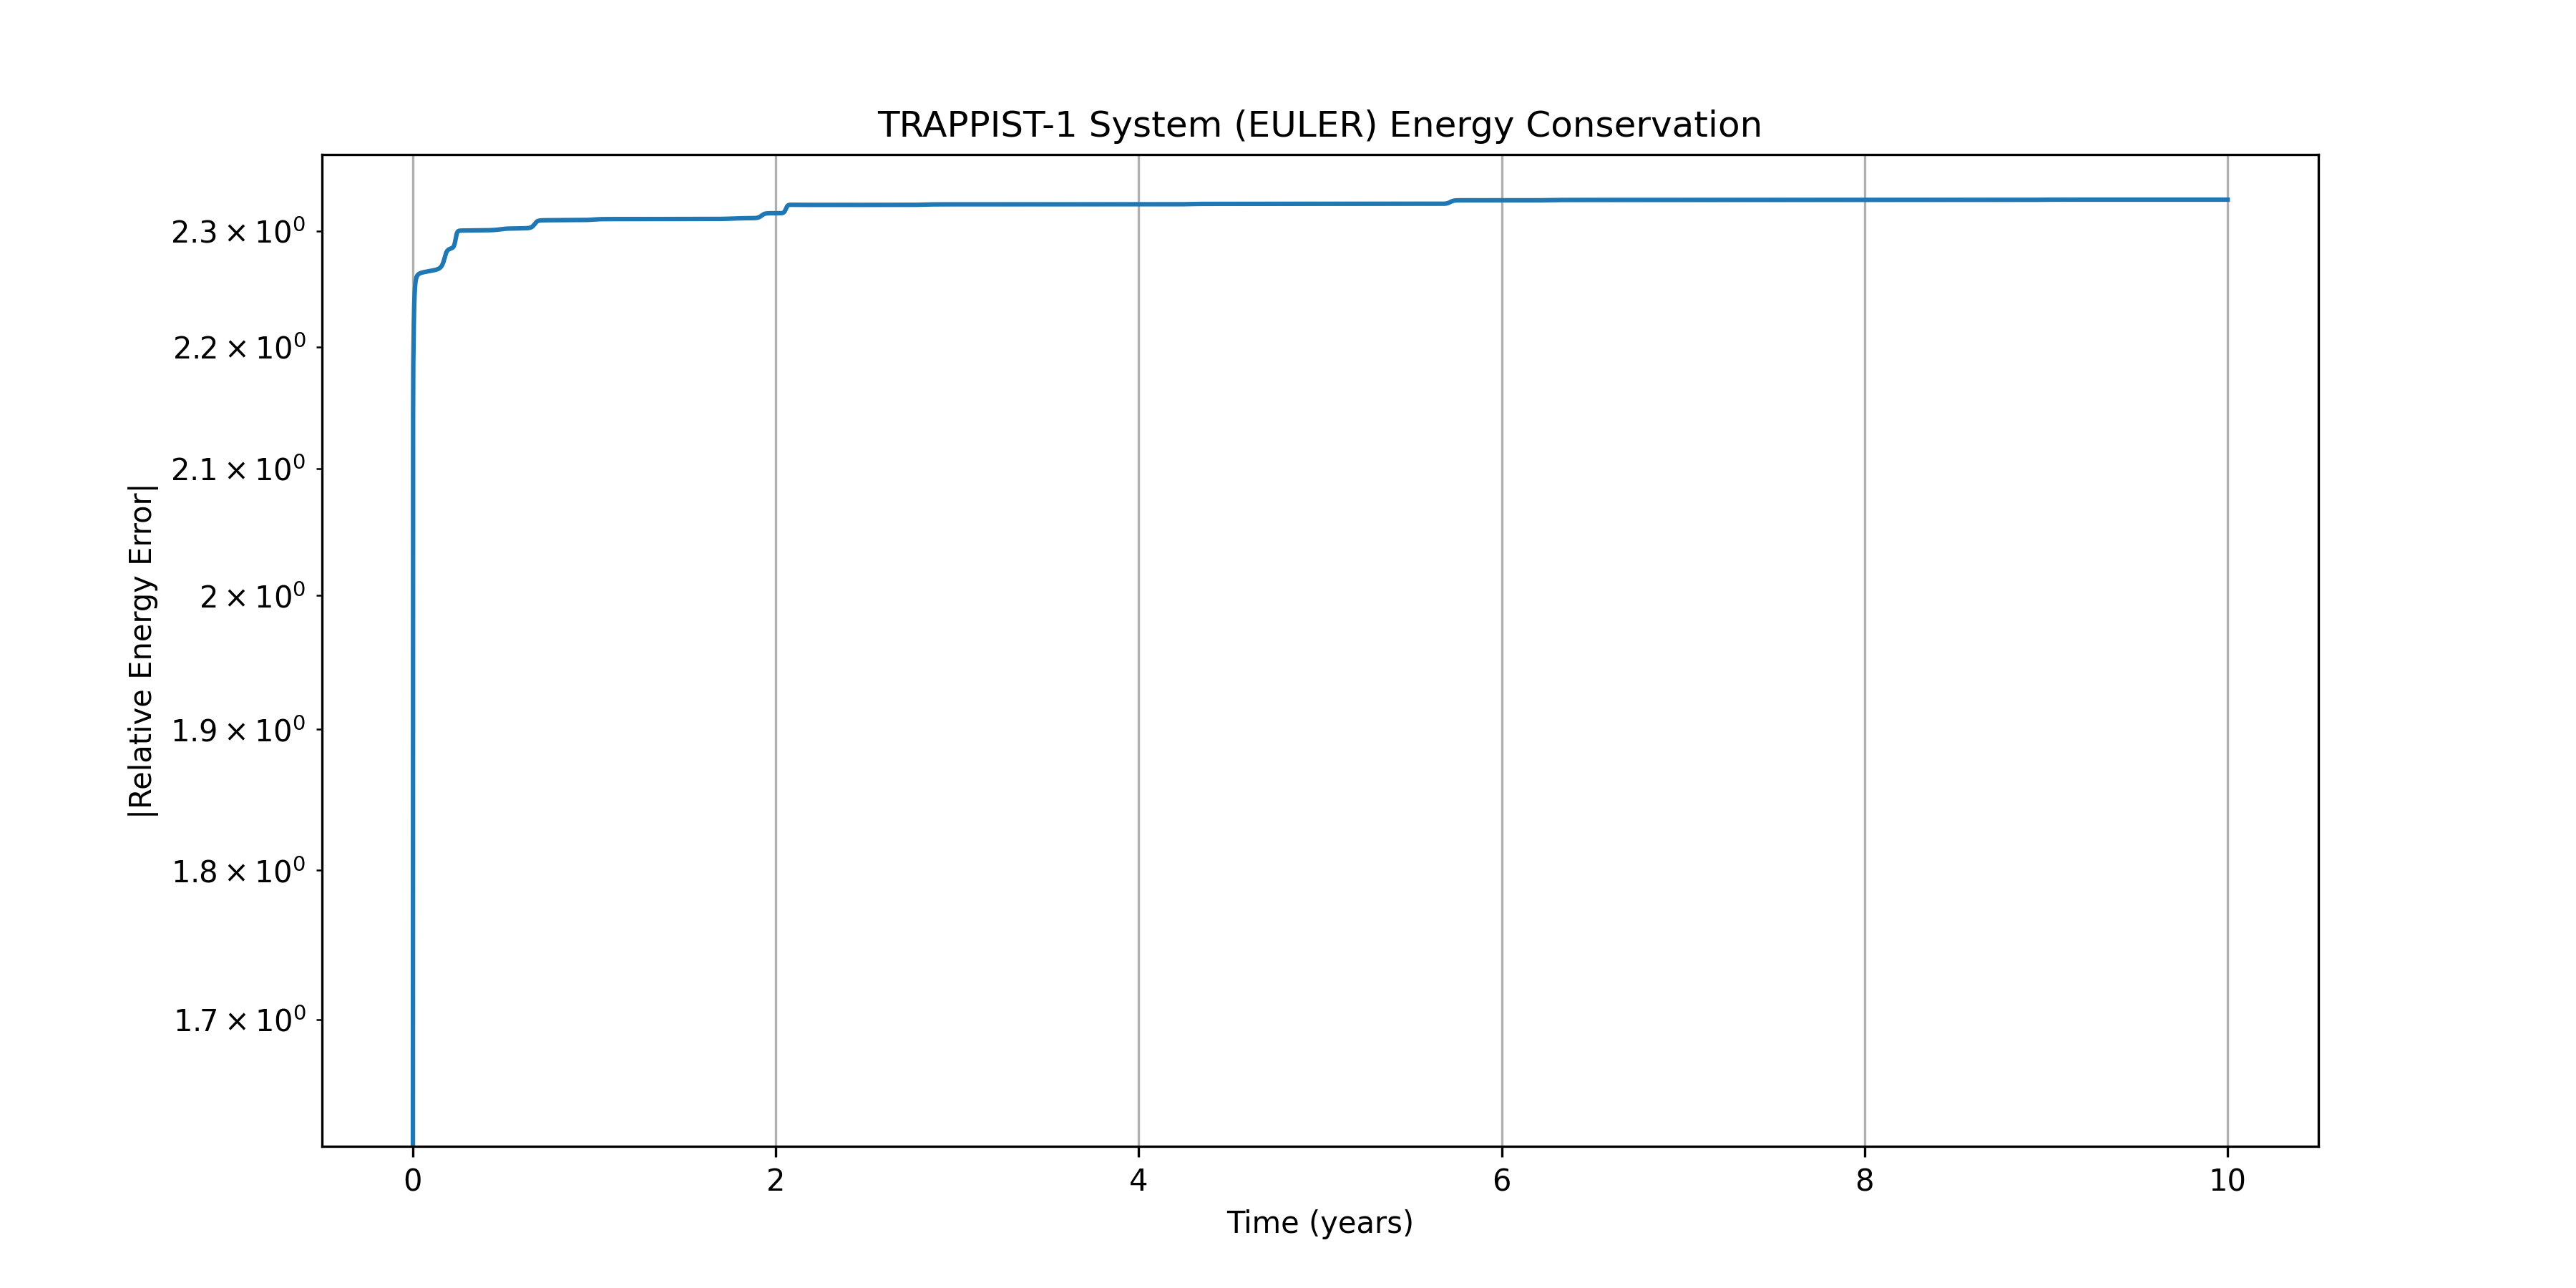 TRAPPIST-1 System (EULER) Energy Conservation
|Relative Energy Error|
2.3 × 10⁰
2.2 × 10⁰
2.1 × 10⁰
2 × 10⁰
1.9 × 10⁰
1.8 × 10⁰
1.7 × 10⁰
0 2 4 6 8 10
Time (years)